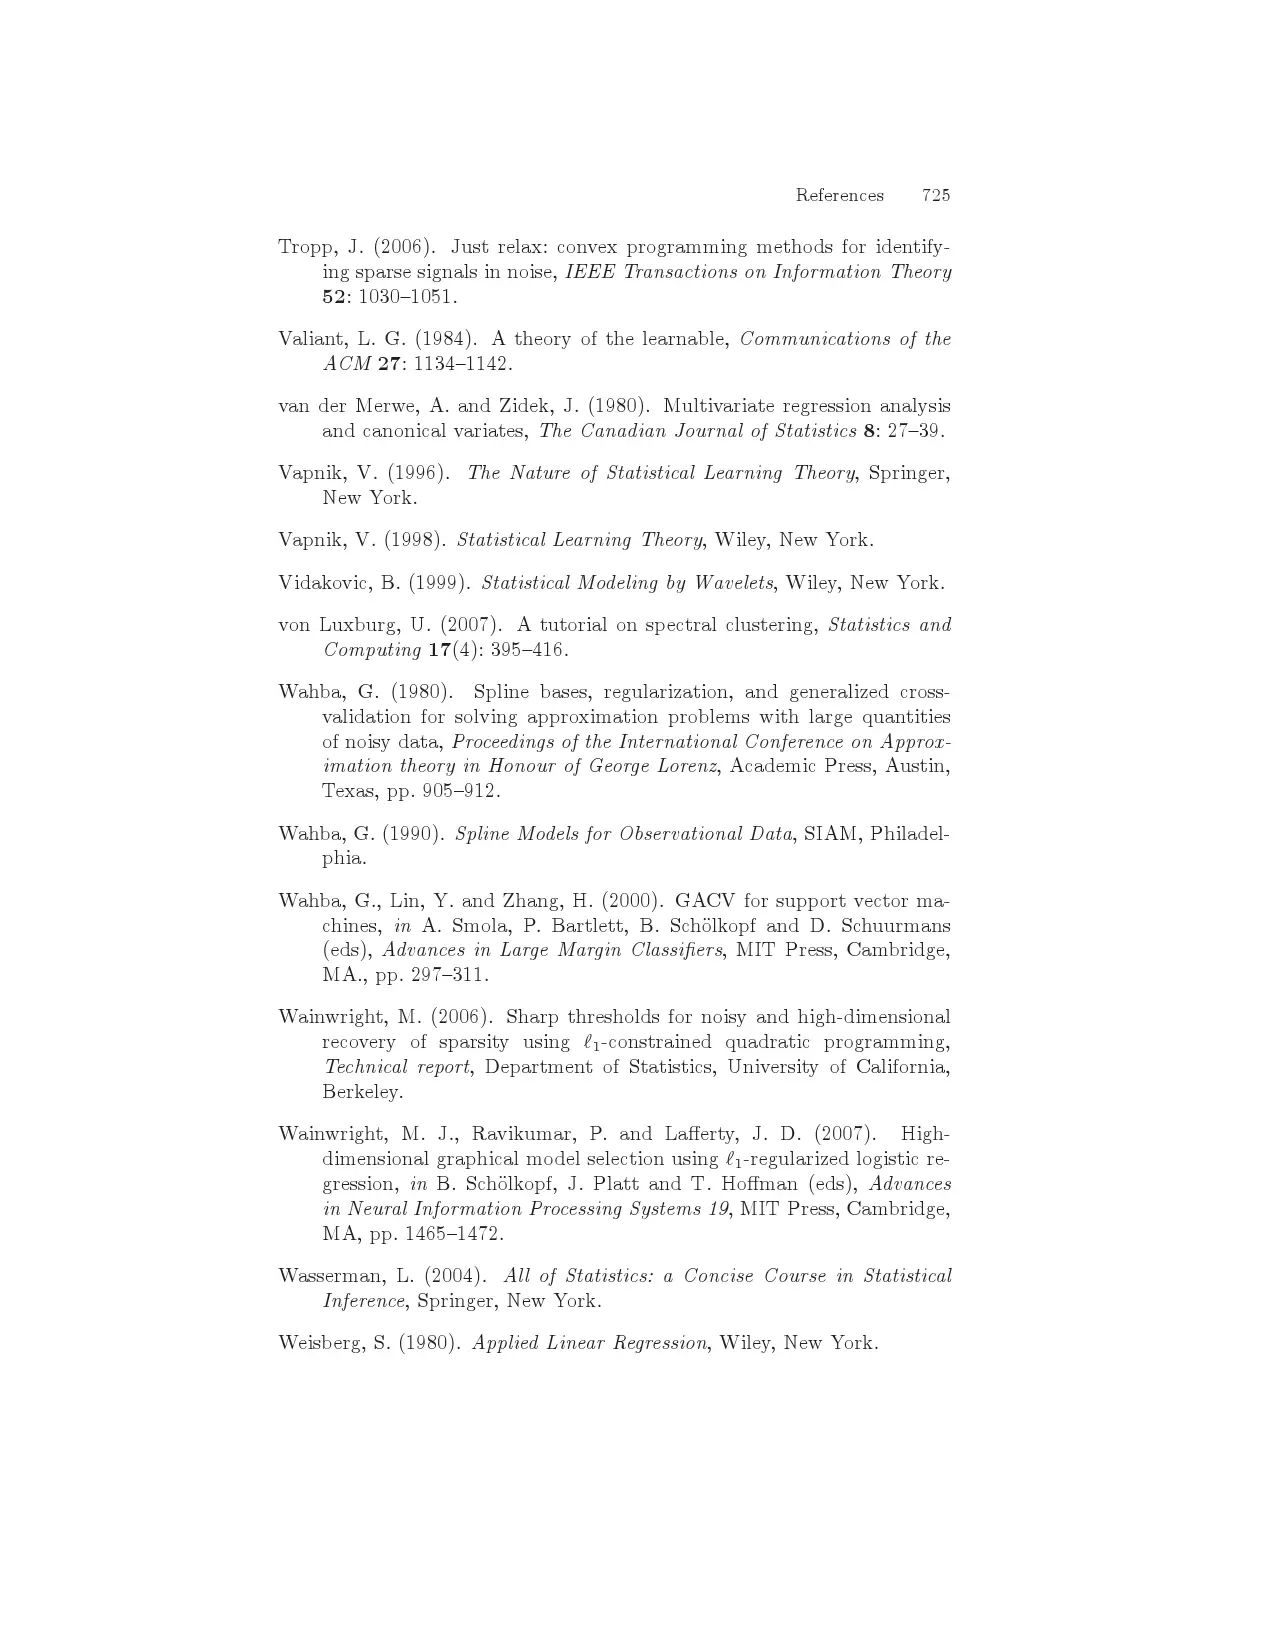 References 725
Tropp, J. (2006). Just relax: convex programming methods for identify-
ing sparse signals in noise, IEEE Transactions on Information Theory
52: 1030–1051.
Valiant, L. G. (1984). A theory of the learnable, Communications of the
ACM 27: 1134–1142.
van der Merwe, A. and Zidek, J. (1980). Multivariate regression analysis
and canonical variates, The Canadian Journal of Statistics 8: 27–39.
Vapnik, V. (1996). The Nature of Statistical Learning Theory, Springer,
New York.
Vapnik, V. (1998). Statistical Learning Theory, Wiley, New York.
Vidakovic, B. (1999). Statistical Modeling by Wavelets, Wiley, New York.
von Luxburg, U. (2007). A tutorial on spectral clustering, Statistics and
Computing 17(4): 395–416.
Wahba, G. (1980). Spline bases, regularization, and generalized cross-
validation for solving approximation problems with large quantities
of noisy data, Proceedings of the International Conference on Approx-
imation theory in Honour of George Lorenz, Academic Press, Austin,
Texas, pp. 905–912.
Wahba, G. (1990). Spline Models for Observational Data, SIAM, Philadel-
phia.
Wahba, G., Lin, Y. and Zhang, H. (2000). GACV for support vector ma-
chines, in A. Smola, P. Bartlett, B. Schölkopf and D. Schuurmans
(eds), Advances in Large Margin Classifiers, MIT Press, Cambridge,
MA., pp. 297–311.
Wainwright, M. (2006). Sharp thresholds for noisy and high-dimensional
recovery of sparsity using ℓ1-constrained quadratic programming,
Technical report, Department of Statistics, University of California,
Berkeley.
Wainwright, M. J., Ravikumar, P. and Lafferty, J. D. (2007). High-
dimensional graphical model selection using ℓ1-regularized logistic re-
gression, in B. Schölkopf, J. Platt and T. Hoffman (eds), Advances
in Neural Information Processing Systems 19, MIT Press, Cambridge,
MA, pp. 1465–1472.
Wasserman, L. (2004). All of Statistics: a Concise Course in Statistical
Inference, Springer, New York.
Weisberg, S. (1980). Applied Linear Regression, Wiley, New York.